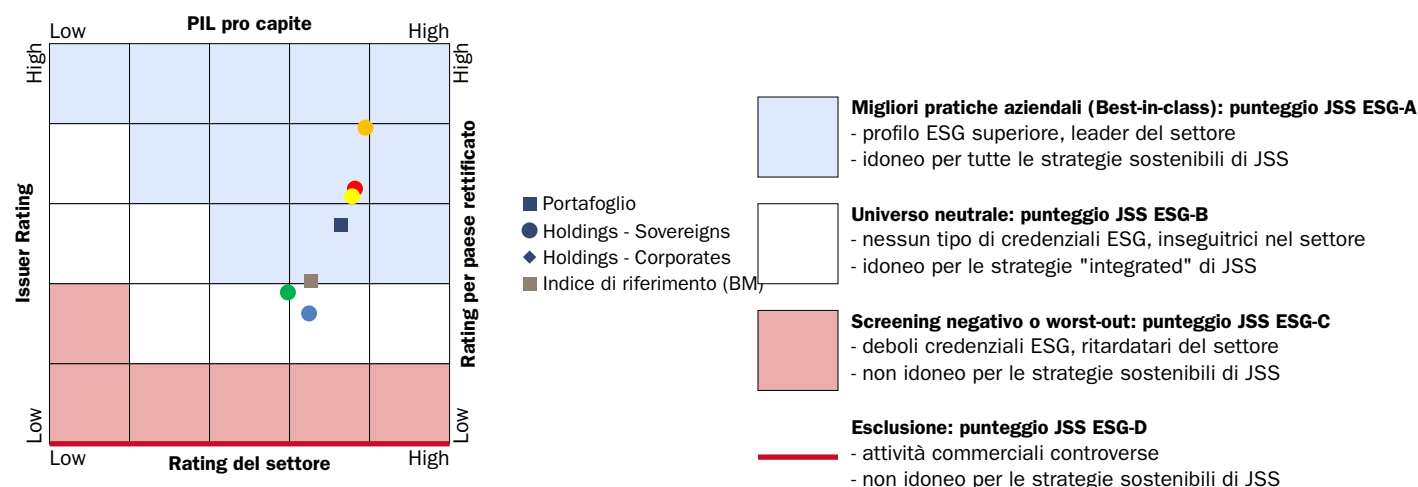 PIL pro capite
Low
High
High
High
Issuer Rating
Rating per paese rettificato
Low
Low
Low
High
Rating del settore
Portafoglio
Holdings - Sovereigns
Holdings - Corporates
Indice di riferimento (BM)
Migliori pratiche aziendali (Best-in-class): punteggio JSS ESG-A
- profilo ESG superiore, leader del settore
- idoneo per tutte le strategie sostenibili di JSS
Universo neutrale: punteggio JSS ESG-B
- nessun tipo di credenziali ESG, inseguitrici nel settore
- idoneo per le strategie "integrated" di JSS
Screening negativo o worst-out: punteggio JSS ESG-C
- deboli credenziali ESG, ritardatari del settore
- non idoneo per le strategie sostenibili di JSS
Esclusione: punteggio JSS ESG-D
- attività commerciali controverse
- non idoneo per le strategie sostenibili di JSS